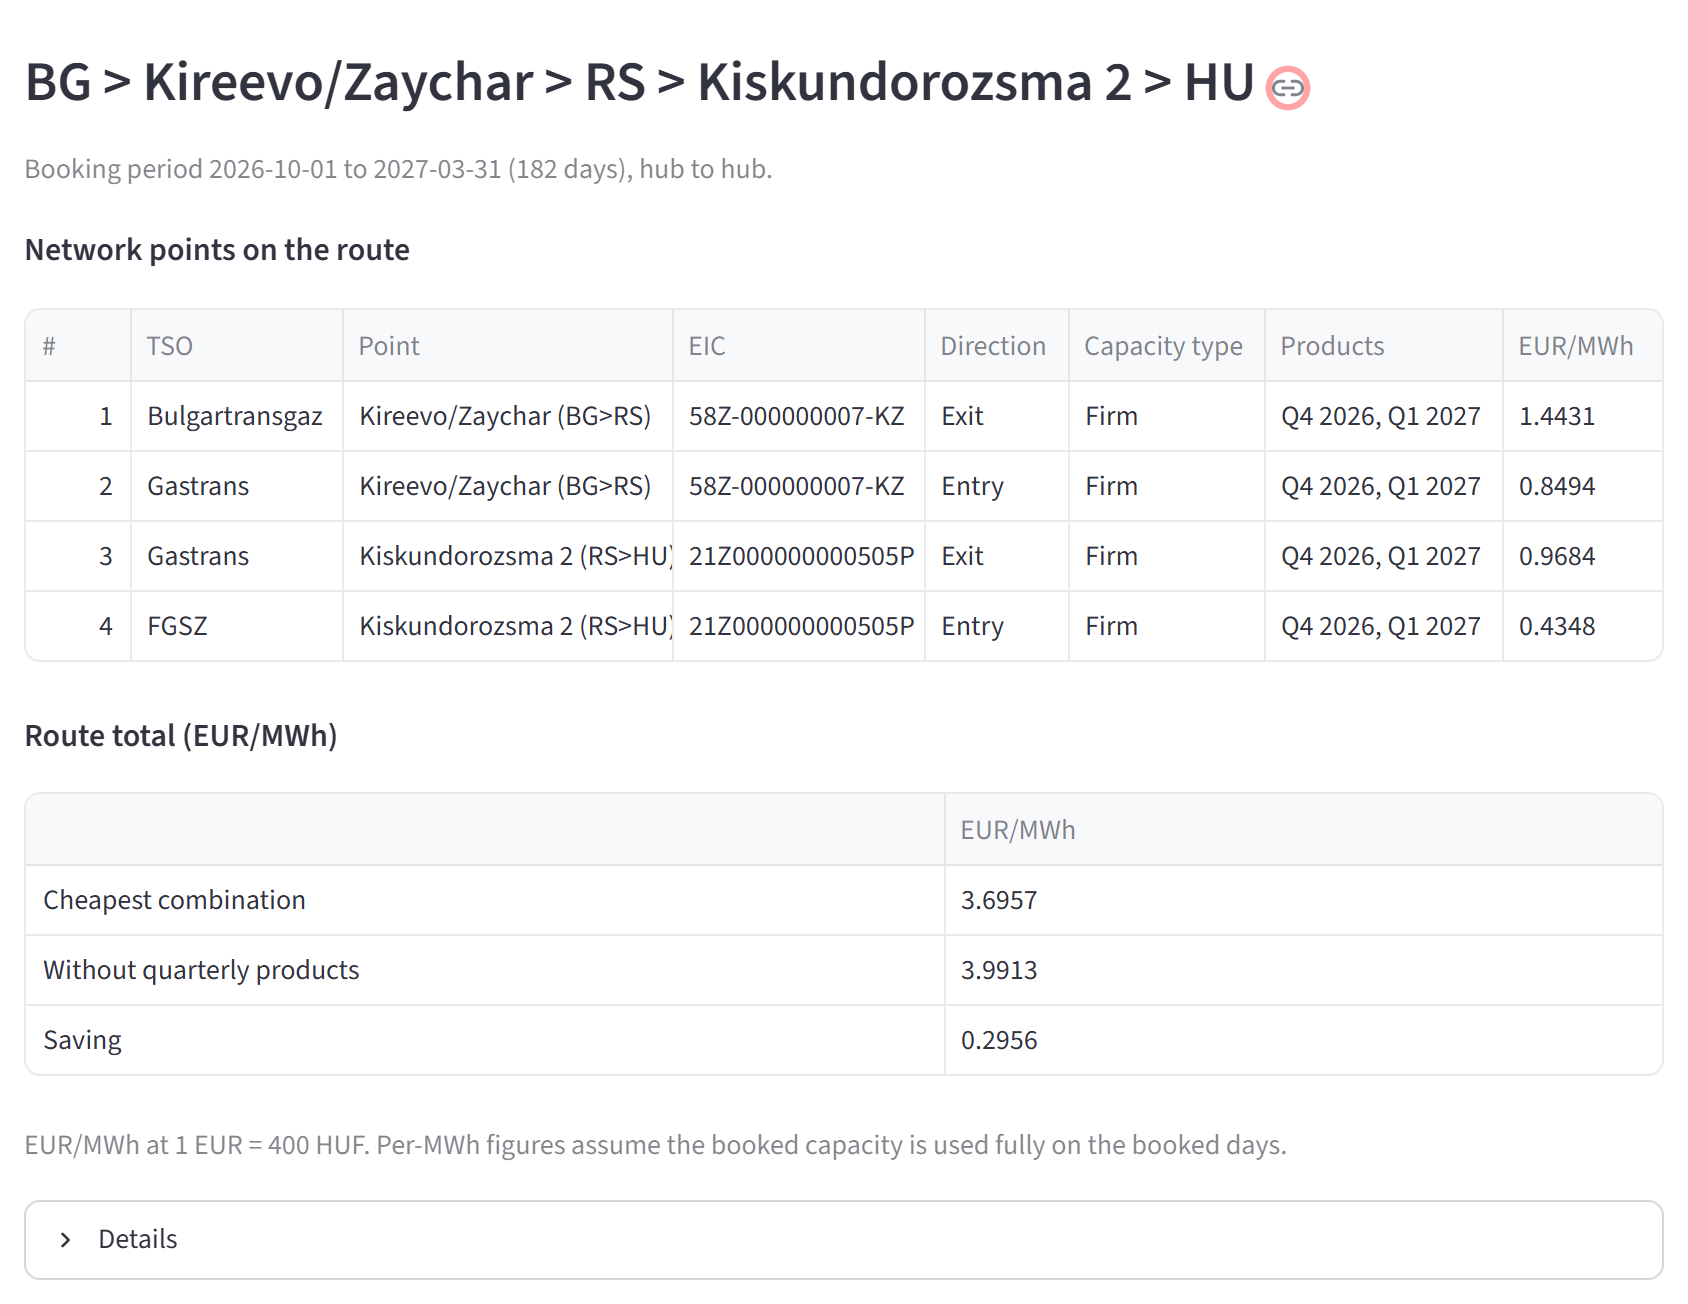 BG > Kireevo/Zaychar > RS > Kiskundorozsma 2 > HU
Booking period 2026-10-01 to 2027-03-31 (182 days), hub to hub.
Network points on the route
# TSO Point EIC Direction Capacity type Products EUR/MWh
1 Bulgartransgaz Kireevo/Zaychar (BG>RS) 58Z-000000007-KZ Exit Firm Q4 2026, Q1 2027 1.4431
2 Gastrans Kireevo/Zaychar (BG>RS) 58Z-000000007-KZ Entry Firm Q4 2026, Q1 2027 0.8494
3 Gastrans Kiskundorozsma 2 (RS>HU) 21Z000000000505P Exit Firm Q4 2026, Q1 2027 0.9684
4 FGSZ Kiskundorozsma 2 (RS>HU) 21Z000000000505P Entry Firm Q4 2026, Q1 2027 0.4348
Route total (EUR/MWh)
EUR/MWh
Cheapest combination 3.6957
Without quarterly products 3.9913
Saving 0.2956
EUR/MWh at 1 EUR = 400 HUF. Per-MWh figures assume the booked capacity is used fully on the booked days.
Details